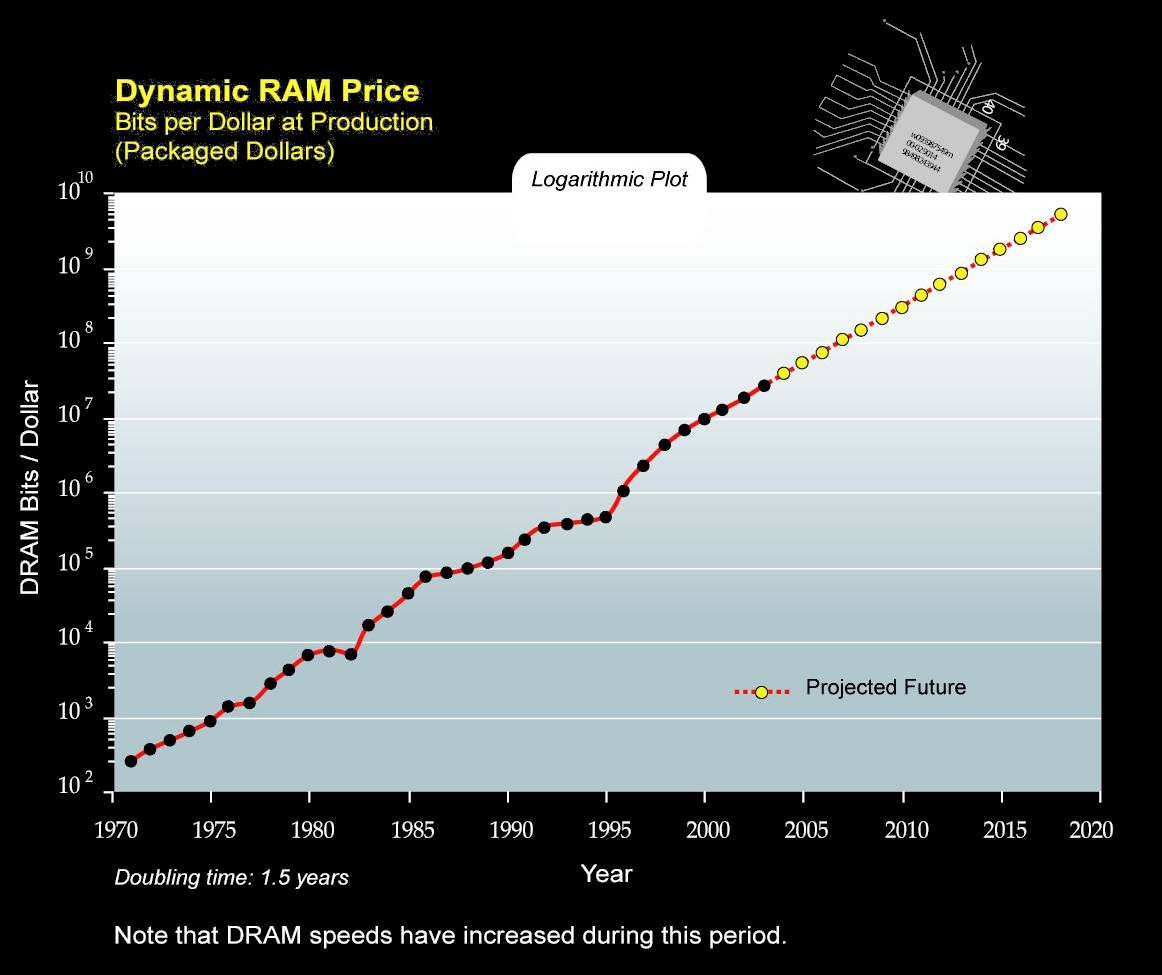 Dynamic RAM Price
Bits per Dollar at Production
(Packaged Dollars)
40
39
Logarithmic Plot
10^10
10^9
10^8
10^7
10^6
10^5
10^4
10^3
10^2
DRAM Bits / Dollar
Projected Future
1970 1975 1980 1985 1990 1995 2000 2005 2010 2015 2020
Year
Doubling time: 1.5 years
Note that DRAM speeds have increased during this period.